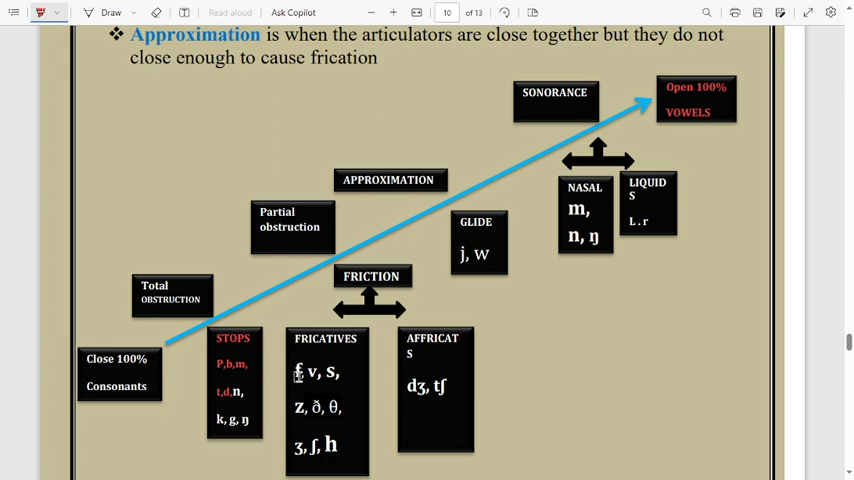 Draw
Read aloud
Ask Copilot
10 of 13
❖ Approximation is when the articulators are close together but they do not
close enough to cause frication
SONORANCE
Open 100%
VOWELS
APPROXIMATION
NASAL
m,
n, ŋ
LIQUID
S
L . r
Partial
obstruction
GLIDE
j, w
FRICTION
Total
OBSTRUCTION
Close 100%
Consonants
STOPS
P,b,m,
t,d,n,
k, g, ŋ
FRICATIVES
f, v, s,
z, ð, θ,
ʒ, ʃ, h
AFFRICAT
S
dʒ, tʃ